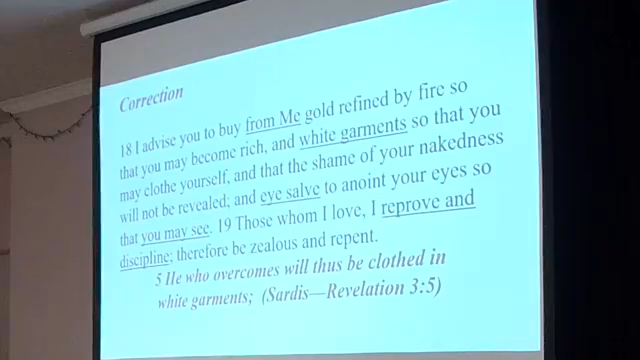 Correction
18 I advise you to buy from Me gold refined by fire so
that you may become rich, and white garments so that you
may clothe yourself, and that the shame of your nakedness
will not be revealed; and eye salve to anoint your eyes so
that you may see. 19 Those whom I love, I reprove and
discipline; therefore be zealous and repent.
5 He who overcomes will thus be clothed in
white garments; (Sardis—Revelation 3:5)